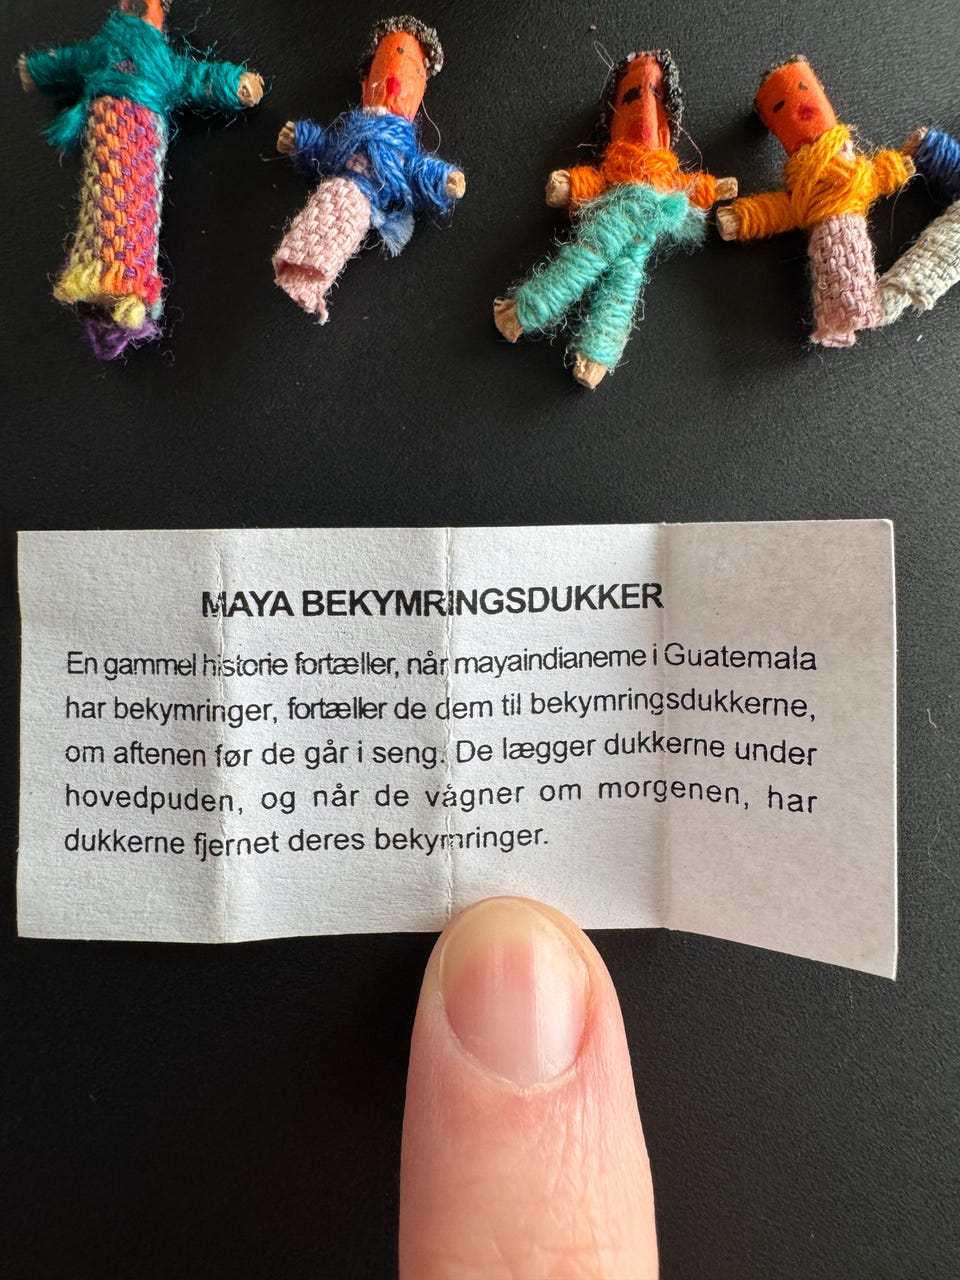 MAYA BEKYMRINGSDUKKER
En gammel historie fortæller, når mayaindianerne i Guatemala
har bekymringer, fortæller de dem til bekymringsdukkerne,
om aftenen før de går i seng. De lægger dukkerne under
hovedpuden, og når de vågner om morgenen, har
dukkerne fjernet deres bekymringer.